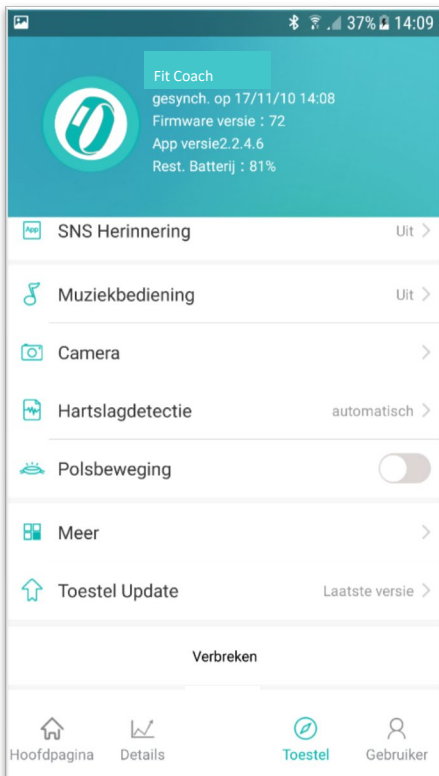 37% 14:09
Fit Coach
gesynch. op 17/11/10 14:08
Firmware versie : 72
App versie2.2.4.6
Rest. Batterij : 81%
App SNS Herinnering Uit
Muziekbediening Uit
Camera
Hartslagdetectie automatisch
Polsbeweging
Meer
Toestel Update Laatste versie
Verbreken
Hoofdpagina Details Toestel Gebruiker